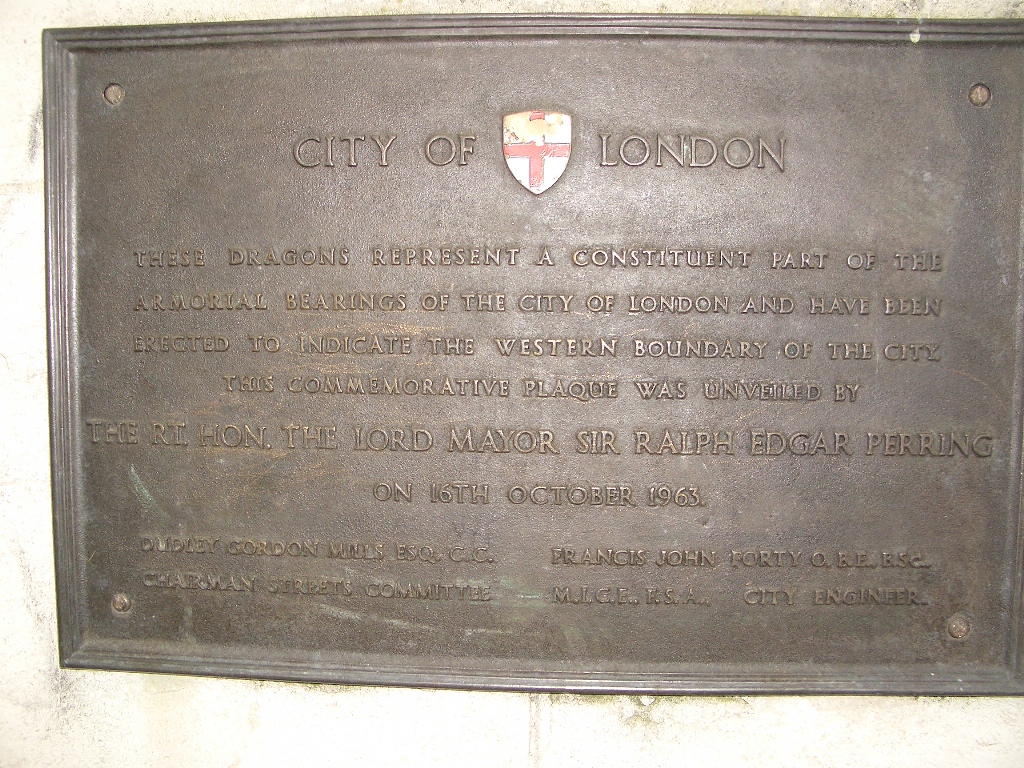 CITY OF LONDON
THESE DRAGONS REPRESENT A CONSTITUENT PART OF THE
ARMORIAL BEARINGS OF THE CITY OF LONDON AND HAVE BEEN
ERECTED TO INDICATE THE WESTERN BOUNDARY OF THE CITY.
THIS COMMEMORATIVE PLAQUE WAS UNVEILED BY
THE RT. HON. THE LORD MAYOR SIR RALPH EDGAR PERRING
ON 16TH OCTOBER 1963.
DUDLEY GORDON MILLS, ESQ., C.C.
CHAIRMAN STREETS COMMITTEE
FRANCIS JOHN FORTY O.B.E., B.Sc.,
M.I.C.E., F.S.A., CITY ENGINEER.